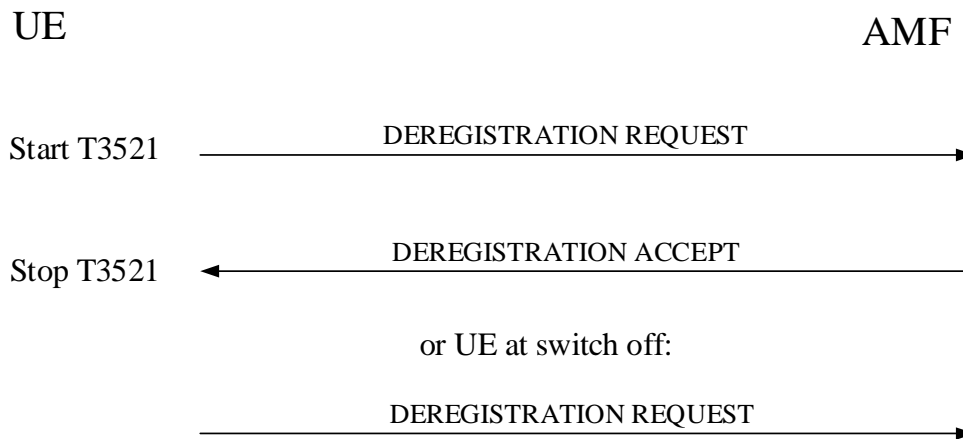 UE AMF
Start T3521 DEREGISTRATION REQUEST
Stop T3521 DEREGISTRATION ACCEPT
or UE at switch off:
DEREGISTRATION REQUEST